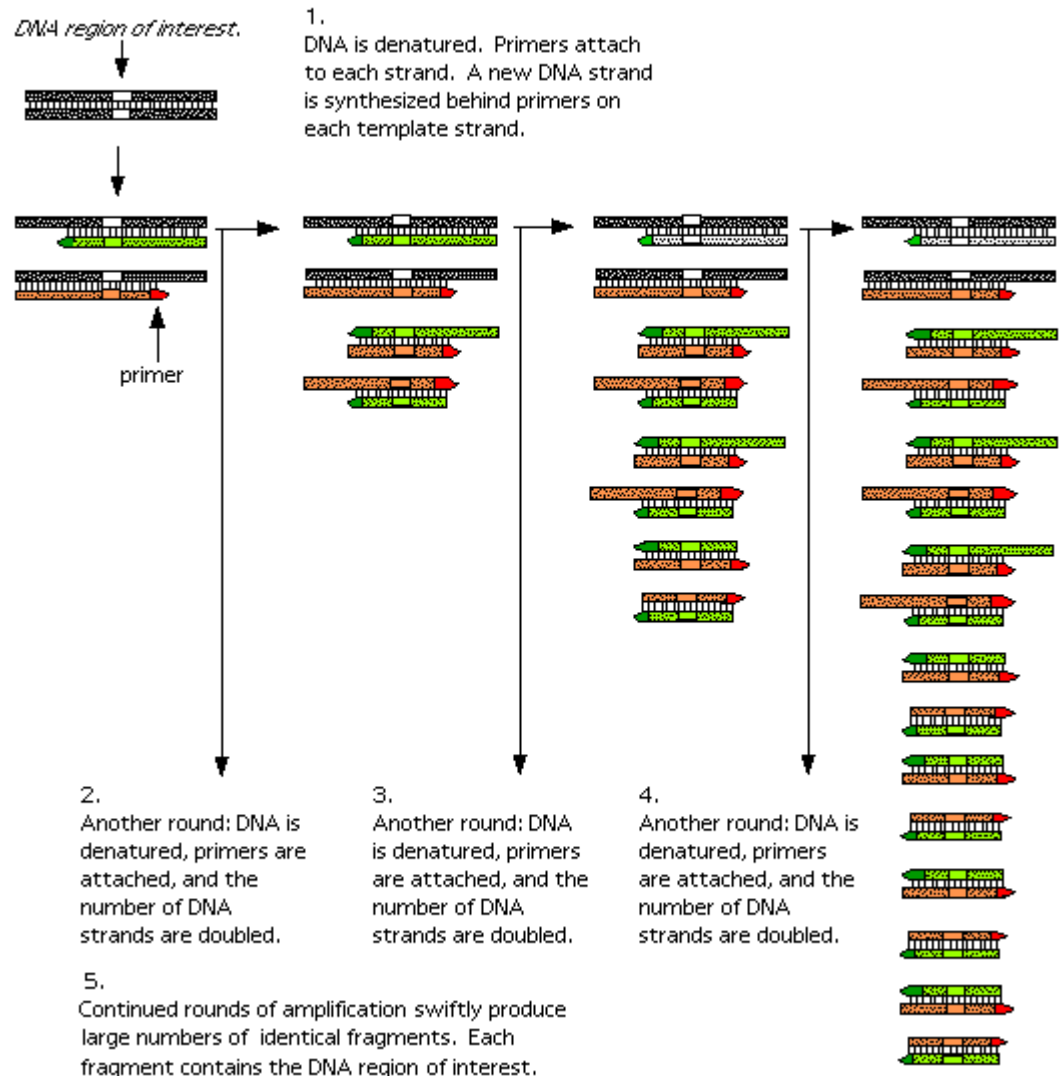 DNA region of interest.
1.
DNA is denatured. Primers attach
to each strand. A new DNA strand
is synthesized behind primers on
each template strand.
primer
2.
Another round: DNA is
denatured, primers are
attached, and the
number of DNA
strands are doubled.
3.
Another round: DNA
is denatured, primers
are attached, and the
number of DNA
strands are doubled.
4.
Another round: DNA is
denatured, primers
are attached, and the
number of DNA
strands are doubled.
5.
Continued rounds of amplification swiftly produce
large numbers of identical fragments. Each
fragment contains the DNA region of interest.